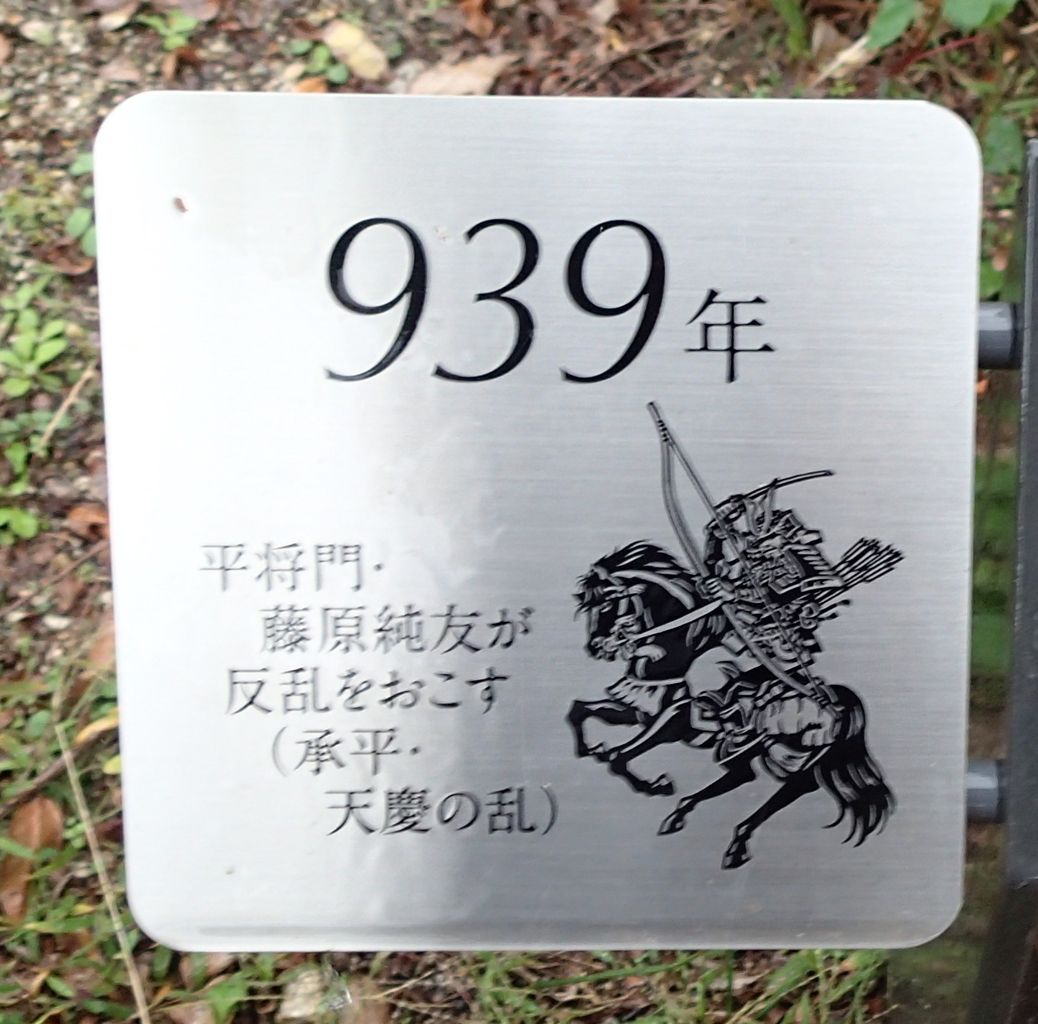 939年
平将門・
藤原純友が
反乱をおこす
（承平・
天慶の乱）